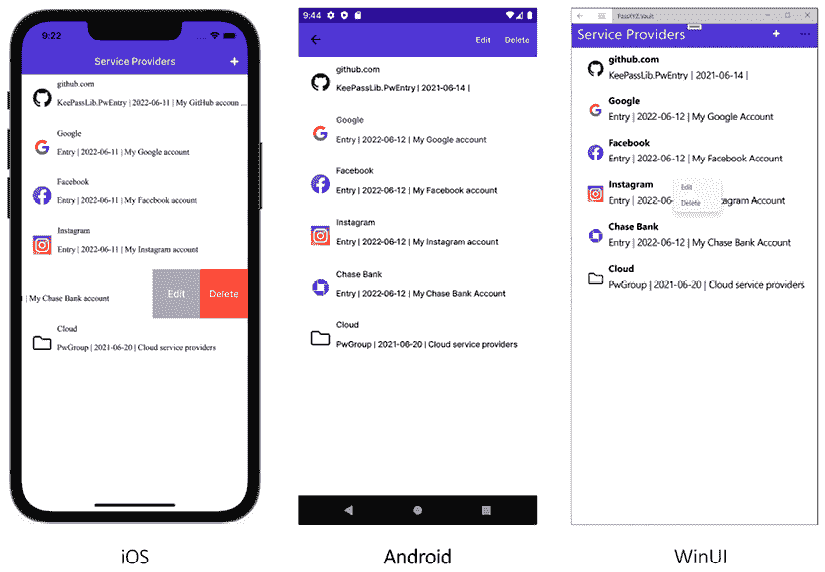 9:22
Service Providers
+
github.com
KeePassLib.PwEntry | 2022-06-11 | My GitHub accoun ...
Google
Entry | 2022-06-11 | My Google account
Facebook
Entry | 2022-06-11 | My Facebook account
Instagram
Entry | 2022-06-11 | My Instagram account
| My Chase Bank account
Edit
Delete
Cloud
PwGroup | 2021-06-20 | Cloud service providers
iOS
9:44
Edit
Delete
github.com
KeePassLib.PwEntry | 2021-06-14 |
Google
Entry | 2022-06-12 | My Google account
Facebook
Entry | 2022-06-12 | My Facebook account
Instagram
Entry | 2022-06-12 | My Instagram account
Chase Bank
Entry | 2022-06-12 | My Chase Bank Account
Cloud
PwGroup | 2021-06-20 | Cloud service providers
Android
PassXYZ.Vault
Service Providers
+
...
github.com
KeePassLib.PwEntry | 2021-06-14 |
Google
Entry | 2022-06-12 | My Google Account
Facebook
Entry | 2022-06-12 | My Facebook Account
Instagram
Entry | 2022-06 stagram Account
Edit
Delete
Chase Bank
Entry | 2022-06-12 | My Chase Bank Account
Cloud
PwGroup | 2021-06-20 | Cloud service providers
WinUI